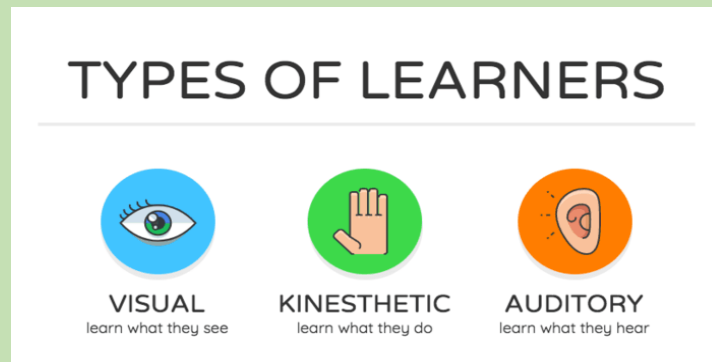 TYPES OF LEARNERS
VISUAL
learn what they see
KINESTHETIC
learn what they do
AUDITORY
learn what they hear